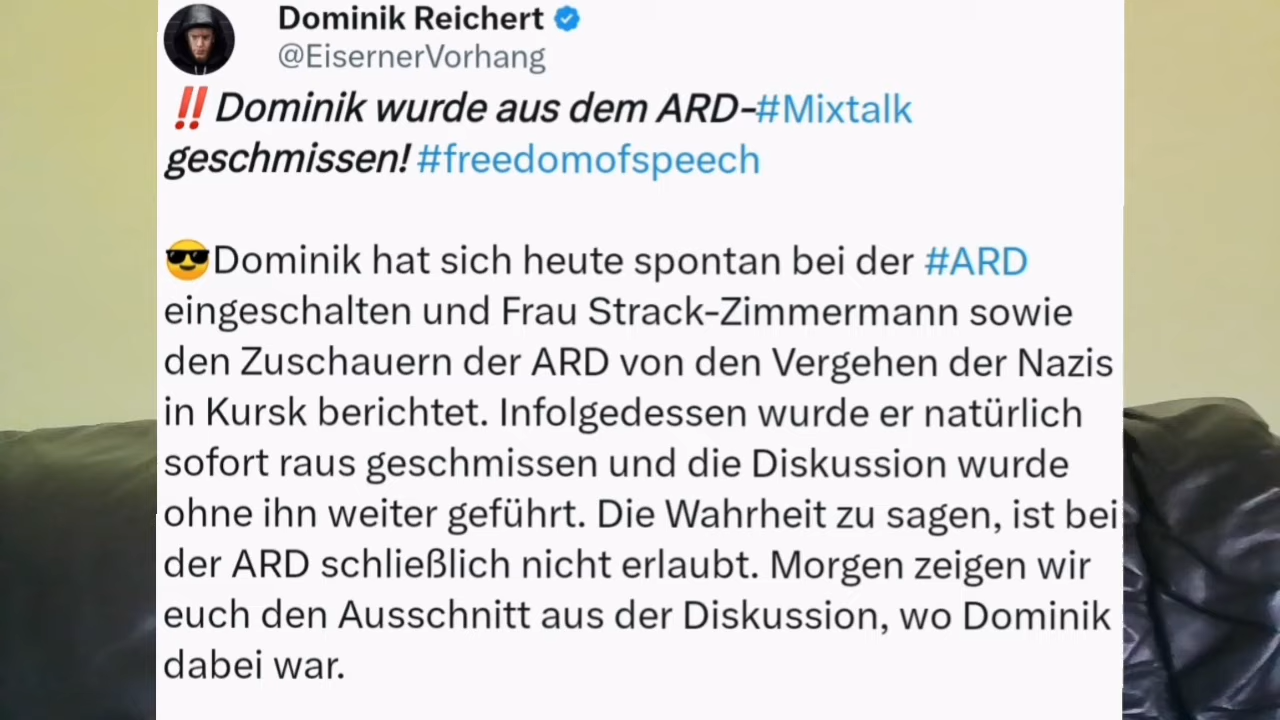 Dominik Reichert
@EisernerVorhang
‼️Dominik wurde aus dem ARD-#Mixtalk
geschmissen! #freedomofspeech
😎Dominik hat sich heute spontan bei der #ARD
eingeschalten und Frau Strack-Zimmermann sowie
den Zuschauern der ARD von den Vergehen der Nazis
in Kursk berichtet. Infolgedessen wurde er natürlich
sofort raus geschmissen und die Diskussion wurde
ohne ihn weiter geführt. Die Wahrheit zu sagen, ist bei
der ARD schließlich nicht erlaubt. Morgen zeigen wir
euch den Ausschnitt aus der Diskussion, wo Dominik
dabei war.